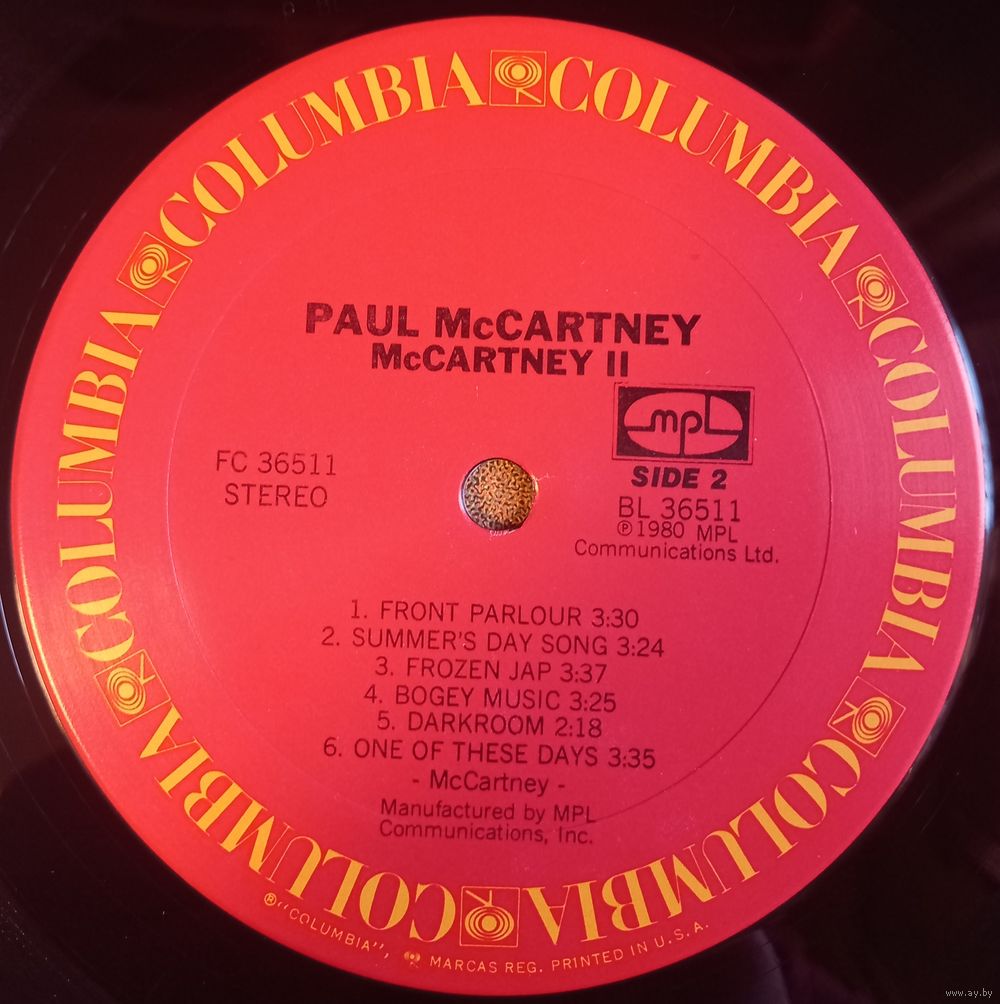 COLUMBIA COLUMBIA COLUMBIA COLUMBIA COLUMBIA COLUMBIA COLUMBIA COLUMBIA
PAUL McCARTNEY
McCARTNEY II
mpl
FC 36511
STEREO
SIDE 2
BL 36511
℗1980 MPL
Communications Ltd.
1. FRONT PARLOUR 3:30
2. SUMMER'S DAY SONG 3:24
3. FROZEN JAP 3:37
4. BOGEY MUSIC 3:25
5. DARKROOM 2:18
6. ONE OF THESE DAYS 3:35
- McCartney -
Manufactured by MPL
Communications, Inc.
®"COLUMBIA", MARCAS REG. PRINTED IN U.S.A.
www.ay.by